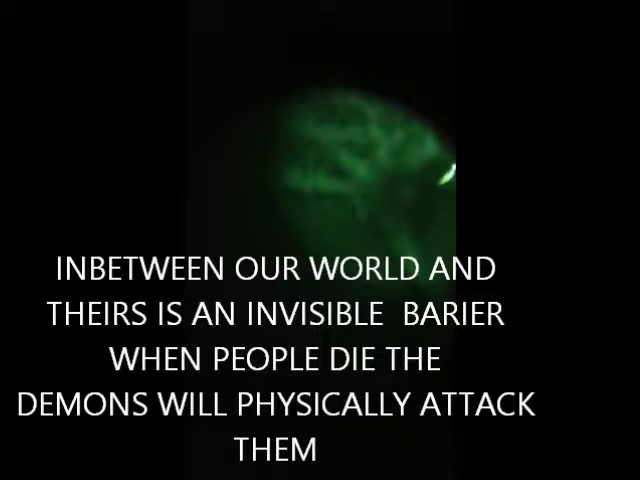 INBETWEEN OUR WORLD AND
THEIRS IS AN INVISIBLE  BARIER
WHEN PEOPLE DIE THE
DEMONS WILL PHYSICALLY ATTACK
THEM